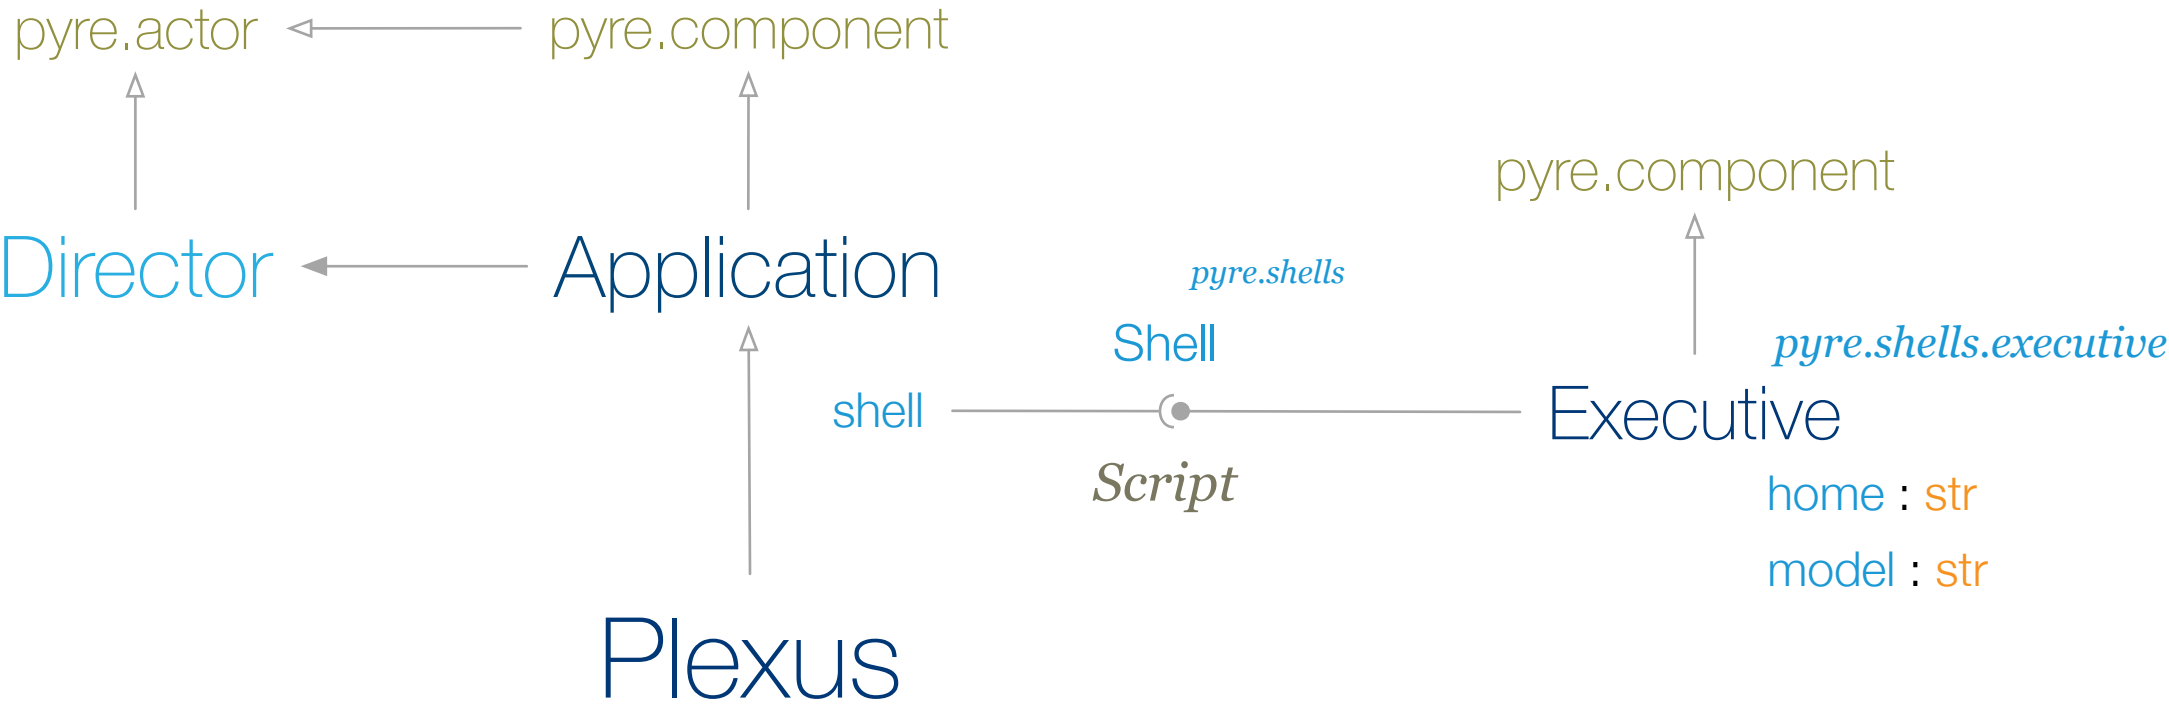 pyre.actor
pyre.component
pyre.component
Director
Application
pyre.shells
Shell
pyre.shells.executive
shell
Executive
Script
home : str
model : str
Plexus